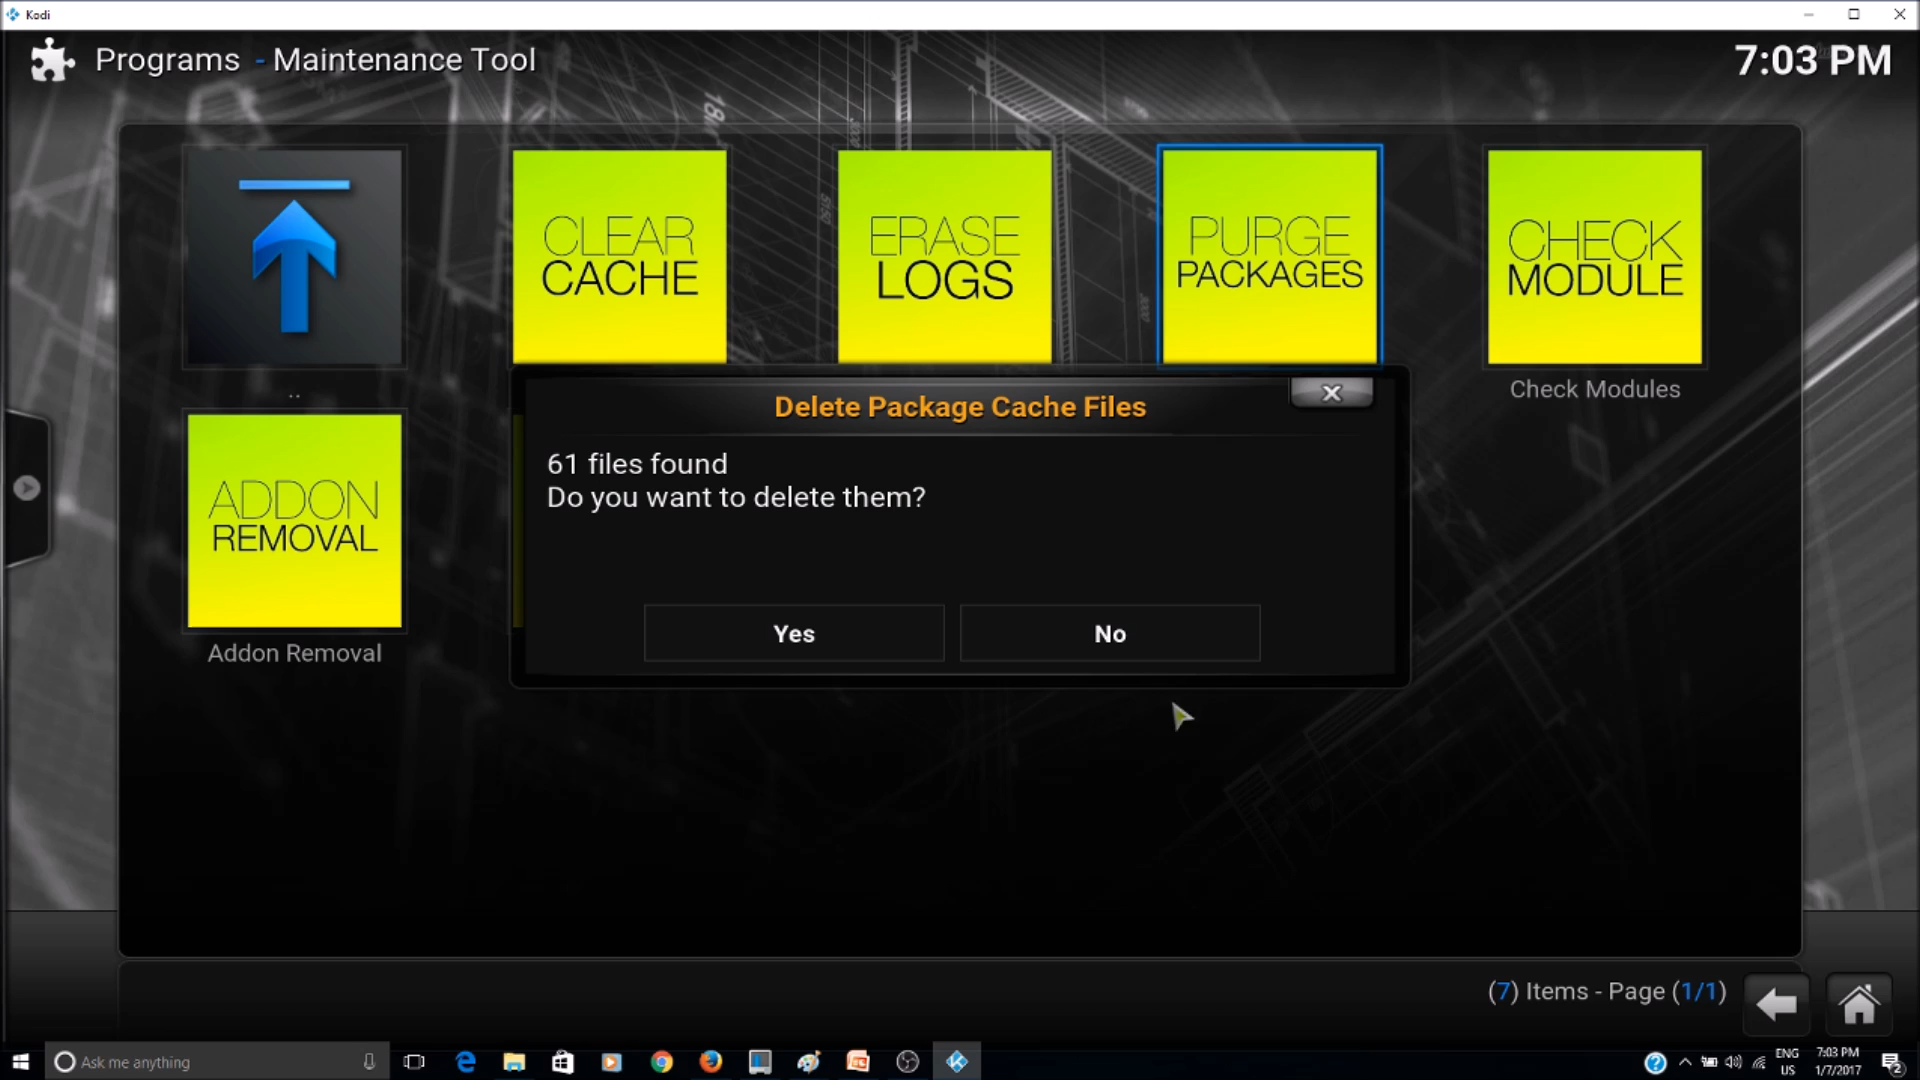 Kodi
Programs - Maintenance Tool
7:03 PM
CLEAR
CACHE
ERASE
LOGS
PURGE
PACKAGES
CHECK
MODULE
..
Check Modules
Delete Package Cache Files
61 files found
Do you want to delete them?
Yes
No
ADDON
REMOVAL
Addon Removal
(7) Items - Page (1/1)
Ask me anything
ENG
US
7:03 PM
1/7/2017
2